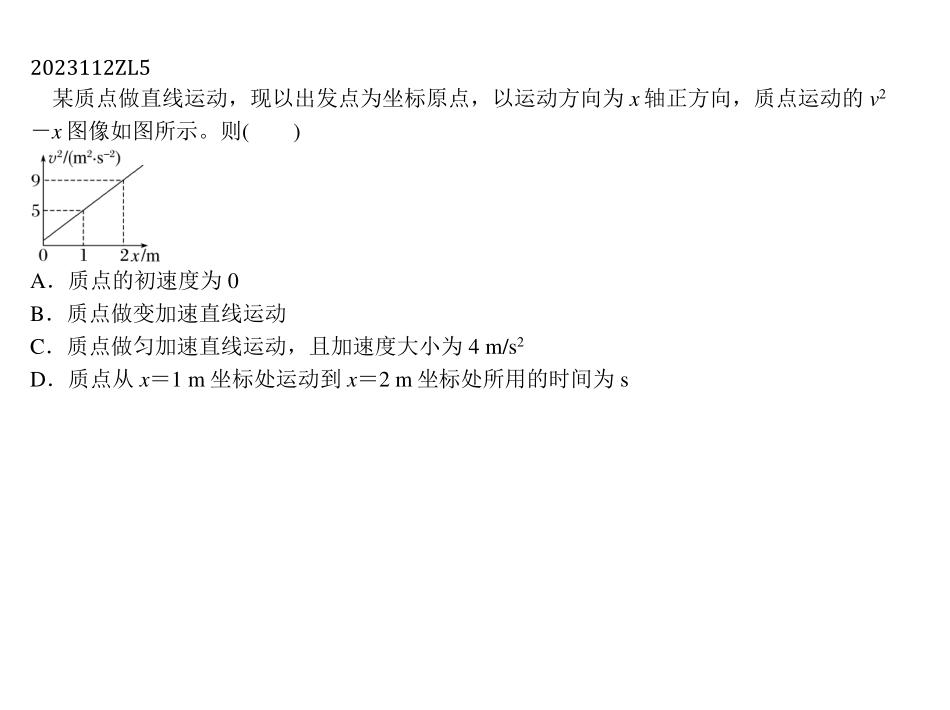 2023112ZL5
某质点做直线运动，现以出发点为坐标原点，以运动方向为 x 轴正方向，质点运动的 v²
－x 图像如图所示。则(　　)
v²/(m²·s⁻²)
9
5
0 1 2 x/m
A．质点的初速度为 0
B．质点做变加速直线运动
C．质点做匀加速直线运动，且加速度大小为 4 m/s²
D．质点从 x＝1 m 坐标处运动到 x＝2 m 坐标处所用的时间为 s